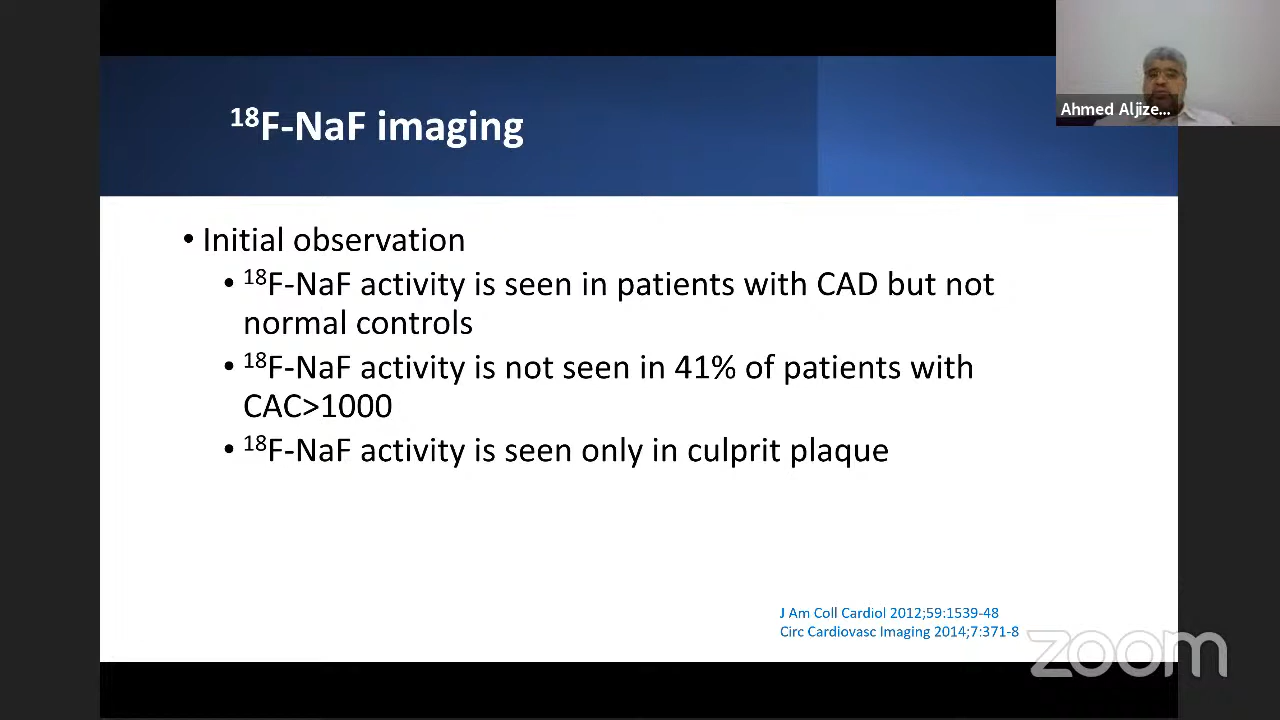 ¹⁸F-NaF imaging
Ahmed Aljize...
• Initial observation
• ¹⁸F-NaF activity is seen in patients with CAD but not
normal controls
• ¹⁸F-NaF activity is not seen in 41% of patients with
CAC>1000
• ¹⁸F-NaF activity is seen only in culprit plaque
J Am Coll Cardiol 2012;59:1539-48
Circ Cardiovasc Imaging 2014;7:371-8
zoom